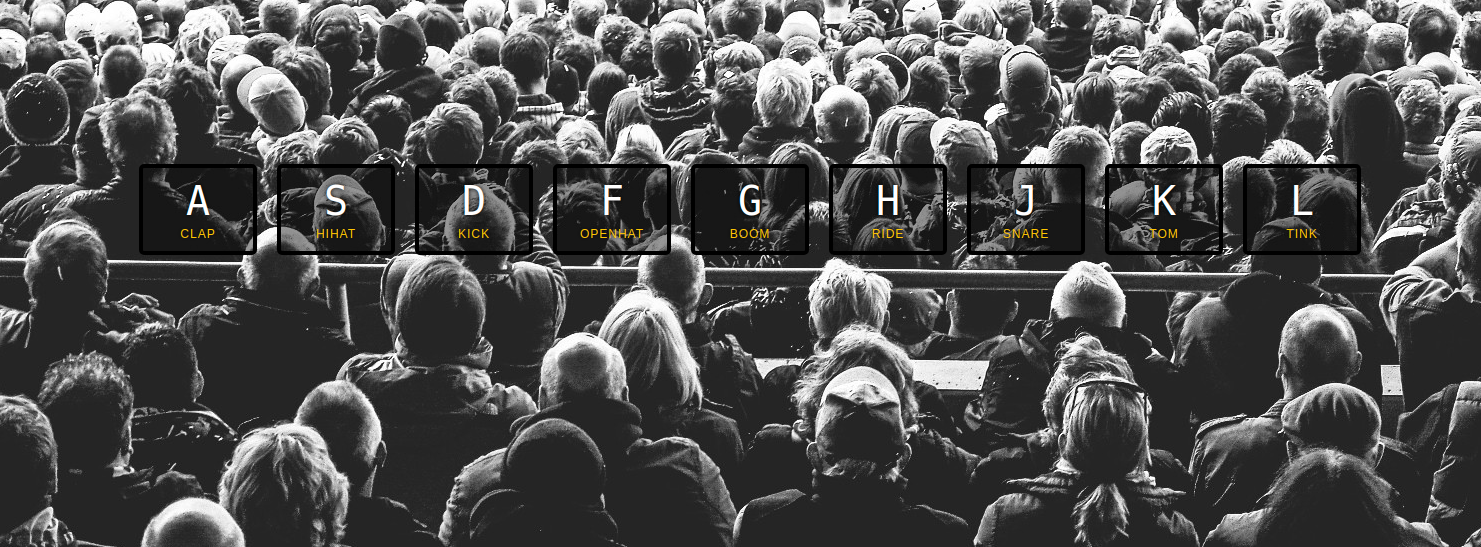 A S D F G H J K L
CLAP HIHAT KICK OPENHAT BOOM RIDE SNARE TOM TINK